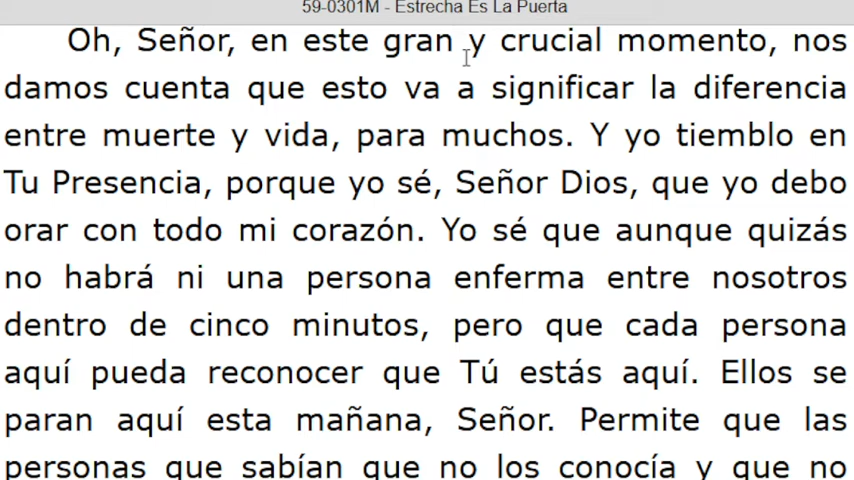 59-0301M - Estrecha Es La Puerta
Oh, Señor, en este gran y crucial momento, nos
damos cuenta que esto va a significar la diferencia
entre muerte y vida, para muchos. Y yo tiemblo en
Tu Presencia, porque yo sé, Señor Dios, que yo debo
orar con todo mi corazón. Yo sé que aunque quizás
no habrá ni una persona enferma entre nosotros
dentro de cinco minutos, pero que cada persona
aquí pueda reconocer que Tú estás aquí. Ellos se
paran aquí esta mañana, Señor. Permite que las
personas que sabían que no los conocía y que no